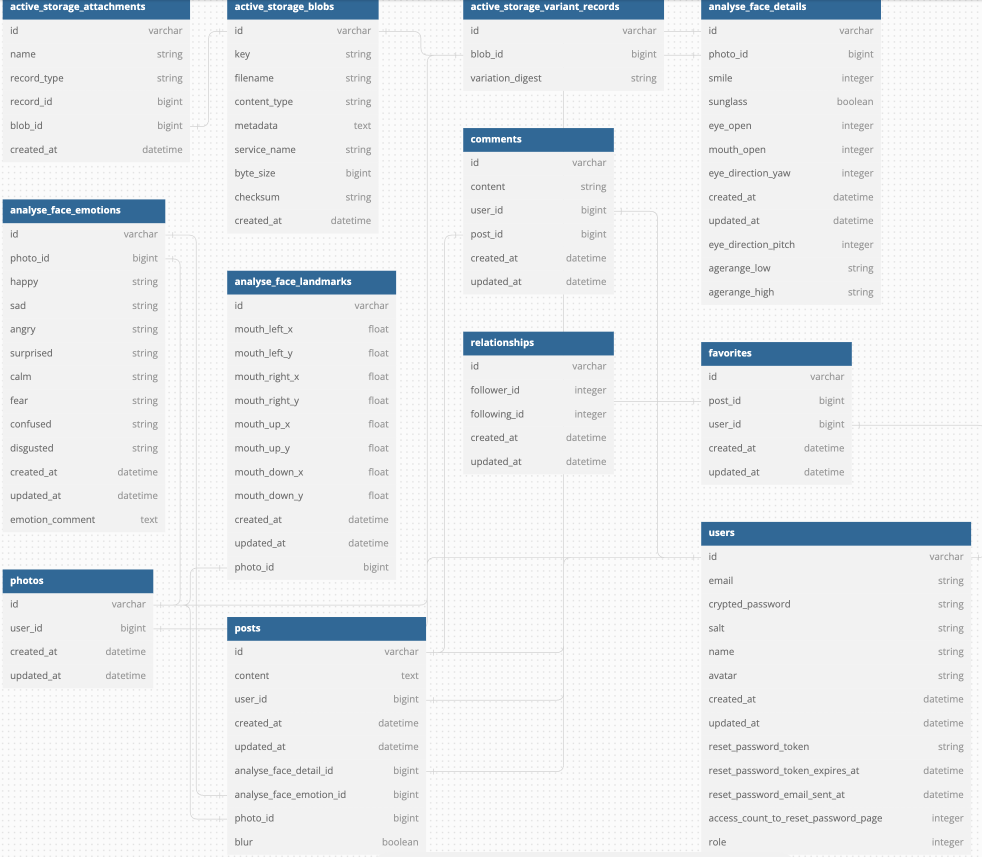 active_storage_attachments
id varchar
name string
record_type string
record_id bigint
blob_id bigint
created_at datetime
active_storage_blobs
id varchar
key string
filename string
content_type string
metadata text
service_name string
byte_size bigint
checksum string
created_at datetime
active_storage_variant_records
id varchar
blob_id bigint
variation_digest string
analyse_face_details
id varchar
photo_id bigint
smile integer
sunglass boolean
eye_open integer
mouth_open integer
eye_direction_yaw integer
created_at datetime
updated_at datetime
eye_direction_pitch integer
agerange_low string
agerange_high string
comments
id varchar
content string
user_id bigint
post_id bigint
created_at datetime
updated_at datetime
analyse_face_emotions
id varchar
photo_id bigint
happy string
sad string
angry string
surprised string
calm string
fear string
confused string
disgusted string
created_at datetime
updated_at datetime
emotion_comment text
analyse_face_landmarks
id varchar
mouth_left_x float
mouth_left_y float
mouth_right_x float
mouth_right_y float
mouth_up_x float
mouth_up_y float
mouth_down_x float
mouth_down_y float
created_at datetime
updated_at datetime
photo_id bigint
relationships
id varchar
follower_id integer
following_id integer
created_at datetime
updated_at datetime
favorites
id varchar
post_id bigint
user_id bigint
created_at datetime
updated_at datetime
photos
id varchar
user_id bigint
created_at datetime
updated_at datetime
posts
id varchar
content text
user_id bigint
created_at datetime
updated_at datetime
analyse_face_detail_id bigint
analyse_face_emotion_id bigint
photo_id bigint
blur boolean
users
id varchar
email string
crypted_password string
salt string
name string
avatar string
created_at datetime
updated_at datetime
reset_password_token string
reset_password_token_expires_at datetime
reset_password_email_sent_at datetime
access_count_to_reset_password_page integer
role integer